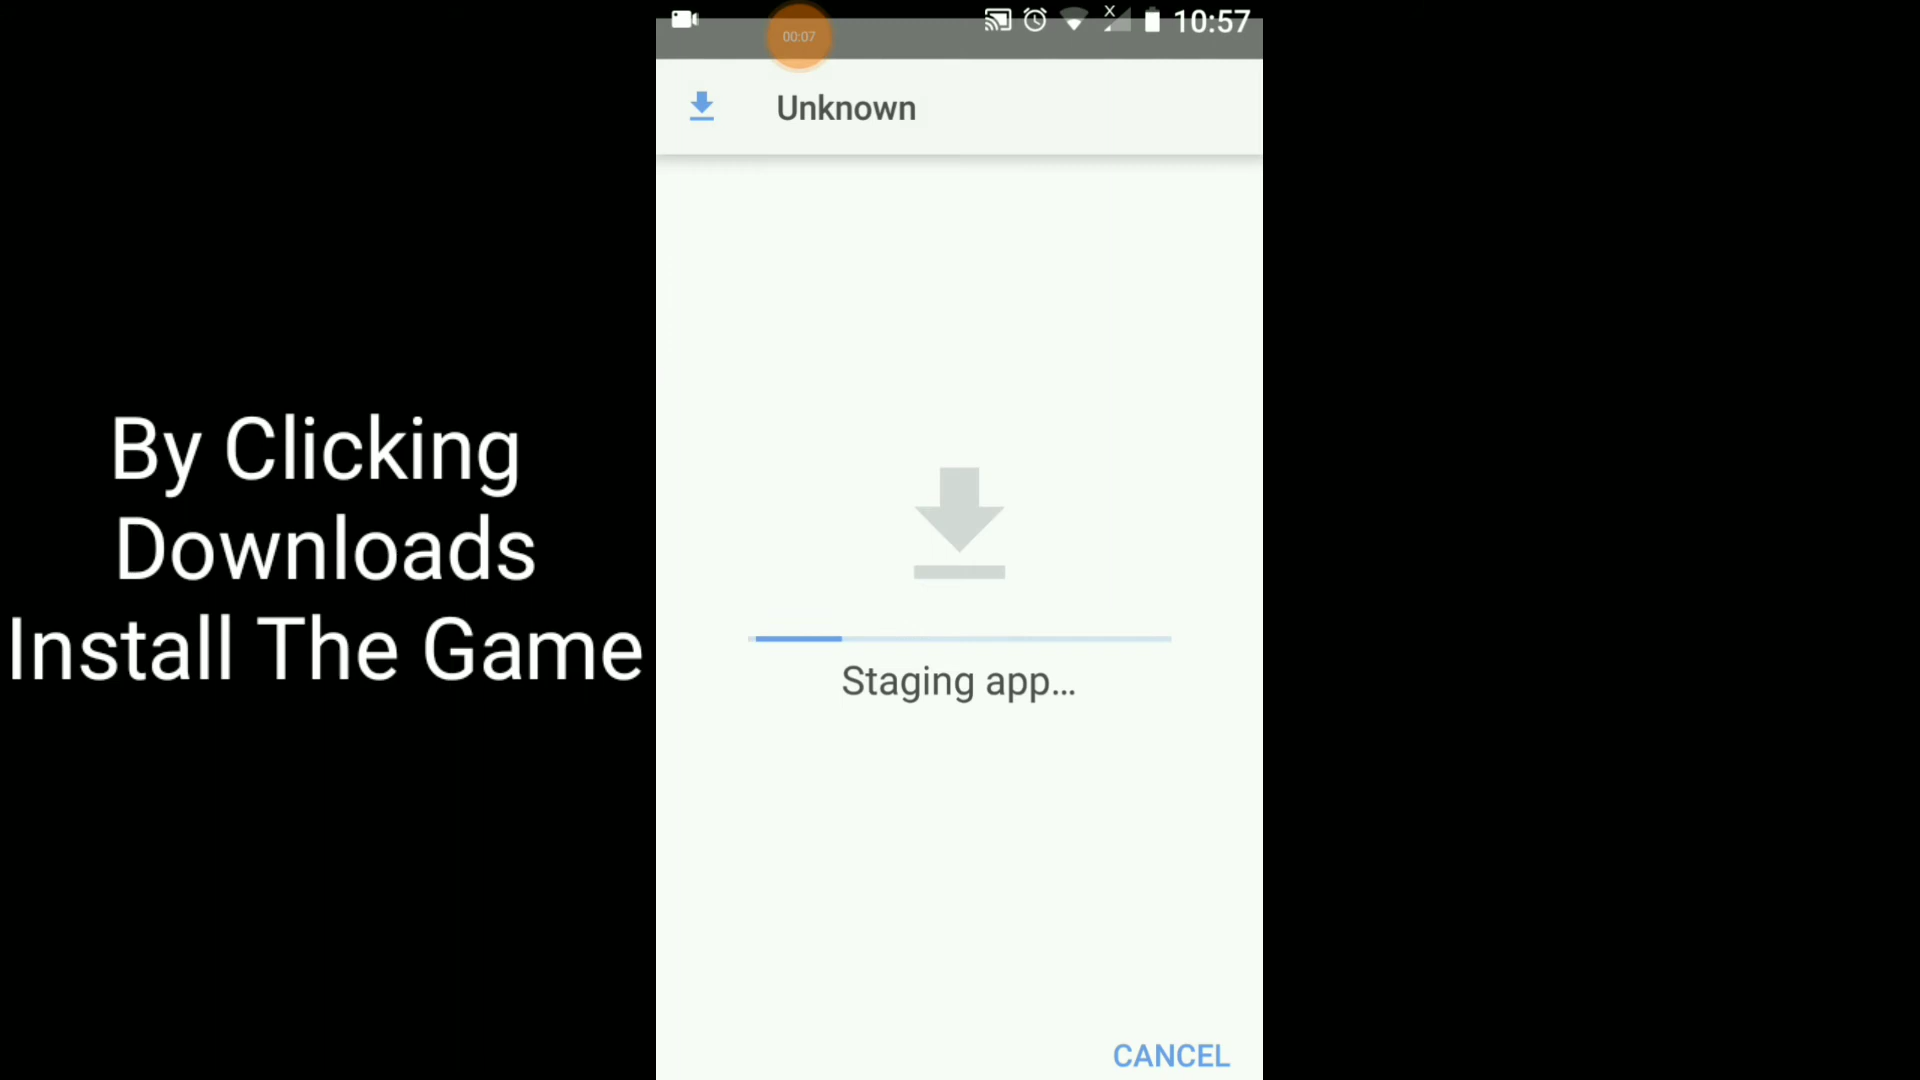 00:07
10:57
Unknown
By Clicking
Downloads
Install The Game
Staging app...
CANCEL